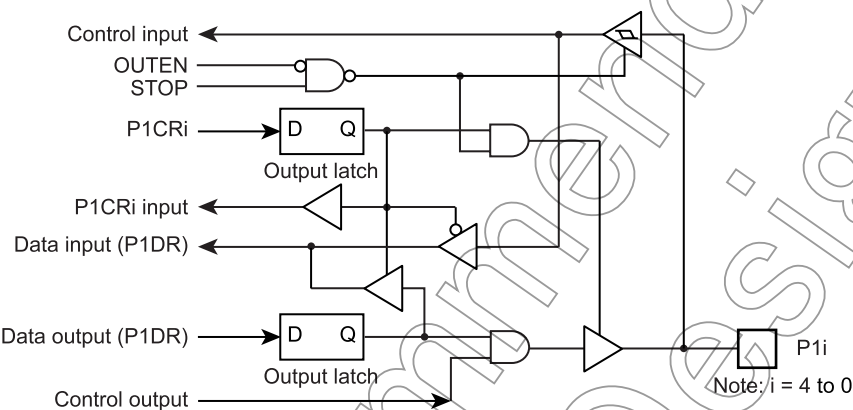 Control input
OUTEN
STOP
P1CRi
D Q
Output latch
P1CRi input
Data input (P1DR)
Data output (P1DR)
D Q
Output latch
Control output
P1i
Note: i = 4 to 0